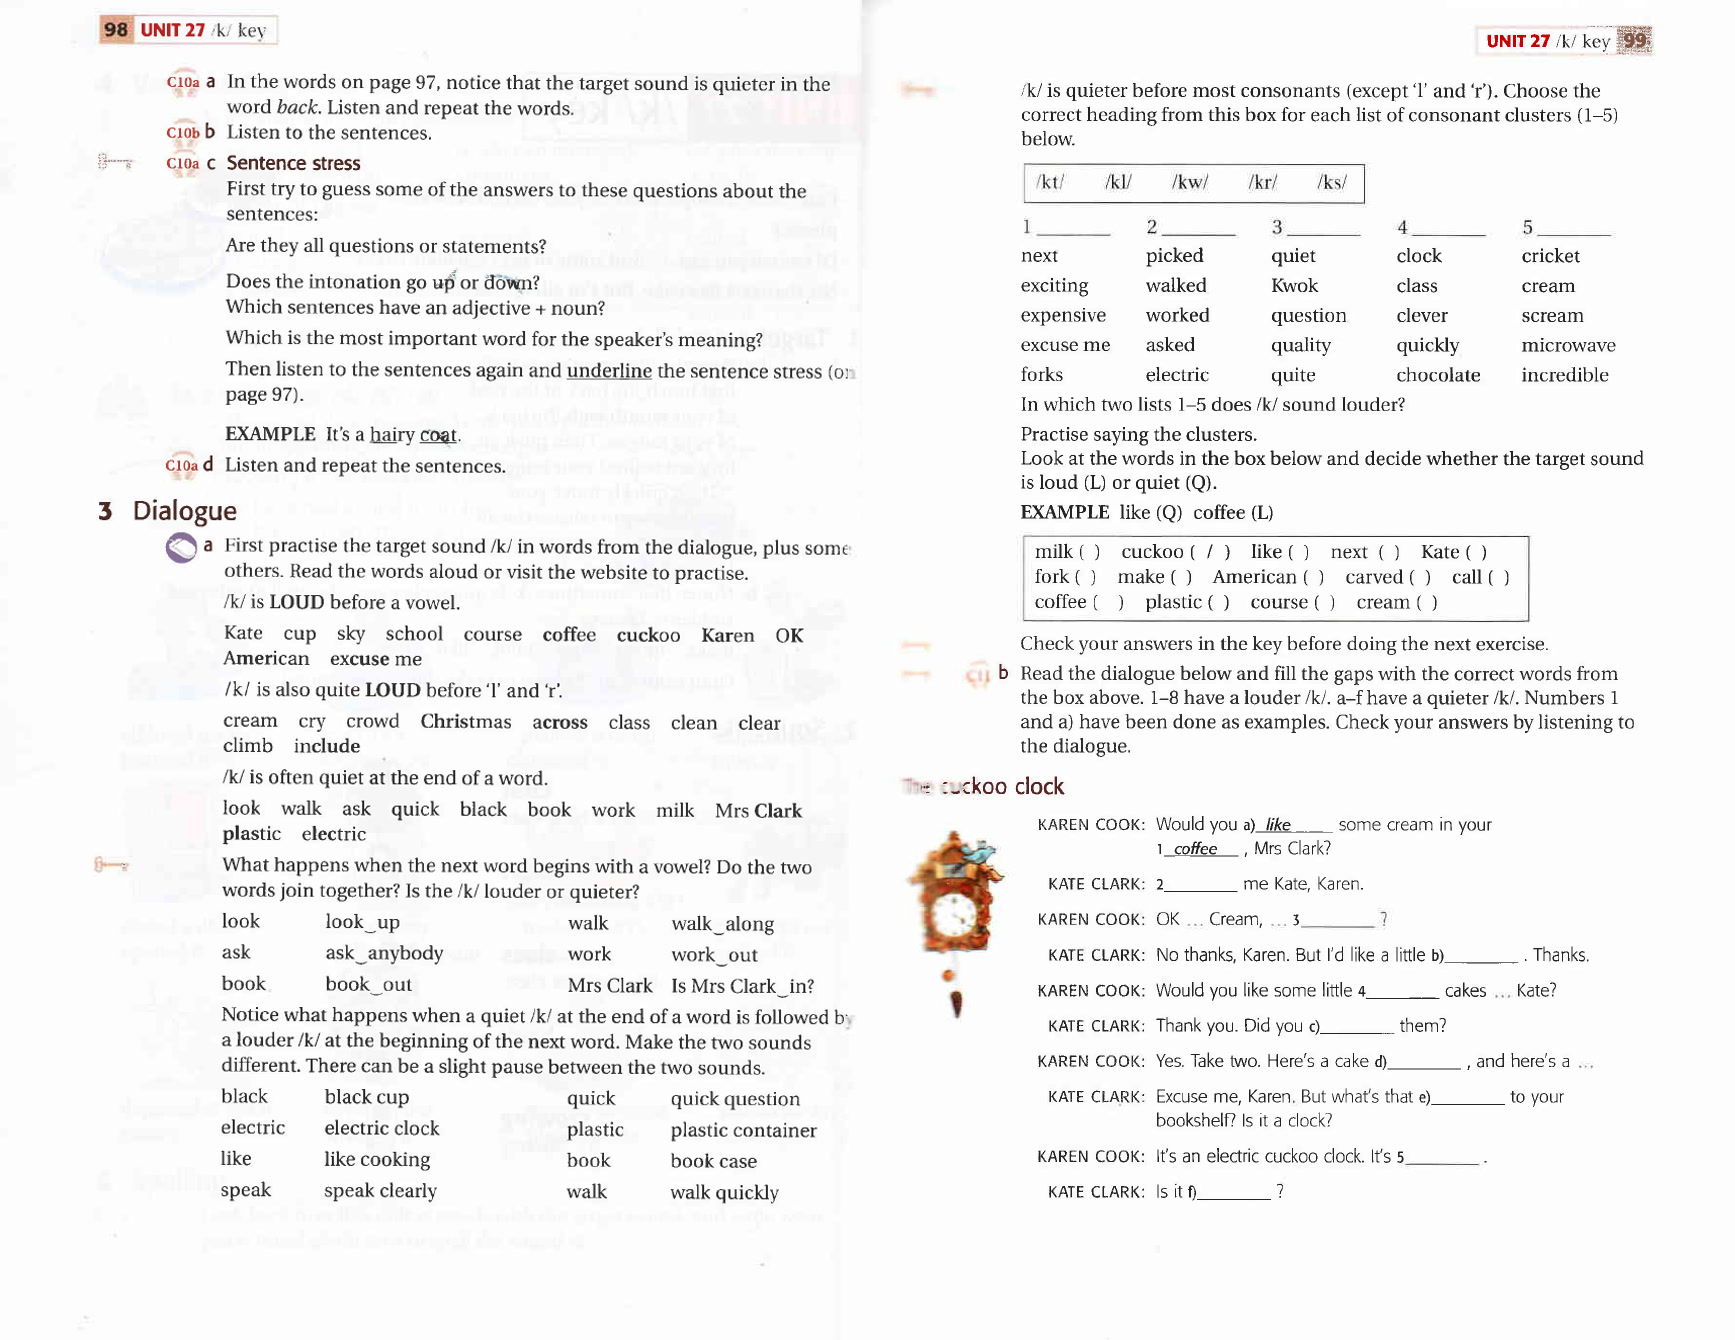 98 UNIT 27 /k/ key
C10a a In the words on page 97, notice that the target sound is quieter in the
word back. Listen and repeat the words.
C10b b Listen to the sentences.
C10a c Sentence stress
First try to guess some of the answers to these questions about the
sentences:
Are they all questions or statements?
Does the intonation go up or down?
Which sentences have an adjective + noun?
Which is the most important word for the speaker's meaning?
Then listen to the sentences again and underline the sentence stress (on
page 97).
EXAMPLE It's a hairy coat.
C10a d Listen and repeat the sentences.
3 Dialogue
a First practise the target sound /k/ in words from the dialogue, plus some
others. Read the words aloud or visit the website to practise.
/k/ is LOUD before a vowel.
Kate cup sky school course coffee cuckoo Karen OK
American excuse me
/k/ is also quite LOUD before 'l' and 'r'.
cream cry crowd Christmas across class clean clear
climb include
/k/ is often quiet at the end of a word.
look walk ask quick black book work milk Mrs Clark
plastic electric
What happens when the next word begins with a vowel? Do the two
words join together? Is the /k/ louder or quieter?
look look‿up walk walk‿along
ask ask‿anybody work work‿out
book book‿out Mrs Clark Is Mrs Clark‿in?
Notice what happens when a quiet /k/ at the end of a word is followed by
a louder /k/ at the beginning of the next word. Make the two sounds
different. There can be a slight pause between the two sounds.
black black cup quick quick question
electric electric clock plastic plastic container
like like cooking book book case
speak speak clearly walk walk quickly
UNIT 27 /k/ key 99
/k/ is quieter before most consonants (except 'l' and 'r'). Choose the
correct heading from this box for each list of consonant clusters (1–5)
below.
/kt/ /kl/ /kw/ /kr/ /ks/
1 ______ 2 ______ 3 ______ 4 ______ 5 ______
next picked quiet clock cricket
exciting walked Kwok class cream
expensive worked question clever scream
excuse me asked quality quickly microwave
forks electric quite chocolate incredible
In which two lists 1–5 does /k/ sound louder?
Practise saying the clusters.
Look at the words in the box below and decide whether the target sound
is loud (L) or quiet (Q).
EXAMPLE like (Q) coffee (L)
milk ( ) cuckoo ( / ) like ( ) next ( ) Kate ( )
fork ( ) make ( ) American ( ) carved ( ) call ( )
coffee ( ) plastic ( ) course ( ) cream ( )
Check your answers in the key before doing the next exercise.
C11 b Read the dialogue below and fill the gaps with the correct words from
the box above. 1–8 have a louder /k/. a–f have a quieter /k/. Numbers 1
and a) have been done as examples. Check your answers by listening to
the dialogue.
The cuckoo clock
KAREN COOK: Would you a) like ___ some cream in your
1 coffee __ , Mrs Clark?
KATE CLARK: 2______ me Kate, Karen.
KAREN COOK: OK ... Cream, ... 3______ ?
KATE CLARK: No thanks, Karen. But I'd like a little b)______ . Thanks.
KAREN COOK: Would you like some little 4______ cakes ... Kate?
KATE CLARK: Thank you. Did you c)______ them?
KAREN COOK: Yes. Take two. Here's a cake d)______ , and here's a ...
KATE CLARK: Excuse me, Karen. But what's that e)______ to your
bookshelf? Is it a clock?
KAREN COOK: It's an electric cuckoo clock. It's 5______ .
KATE CLARK: Is it f)______ ?